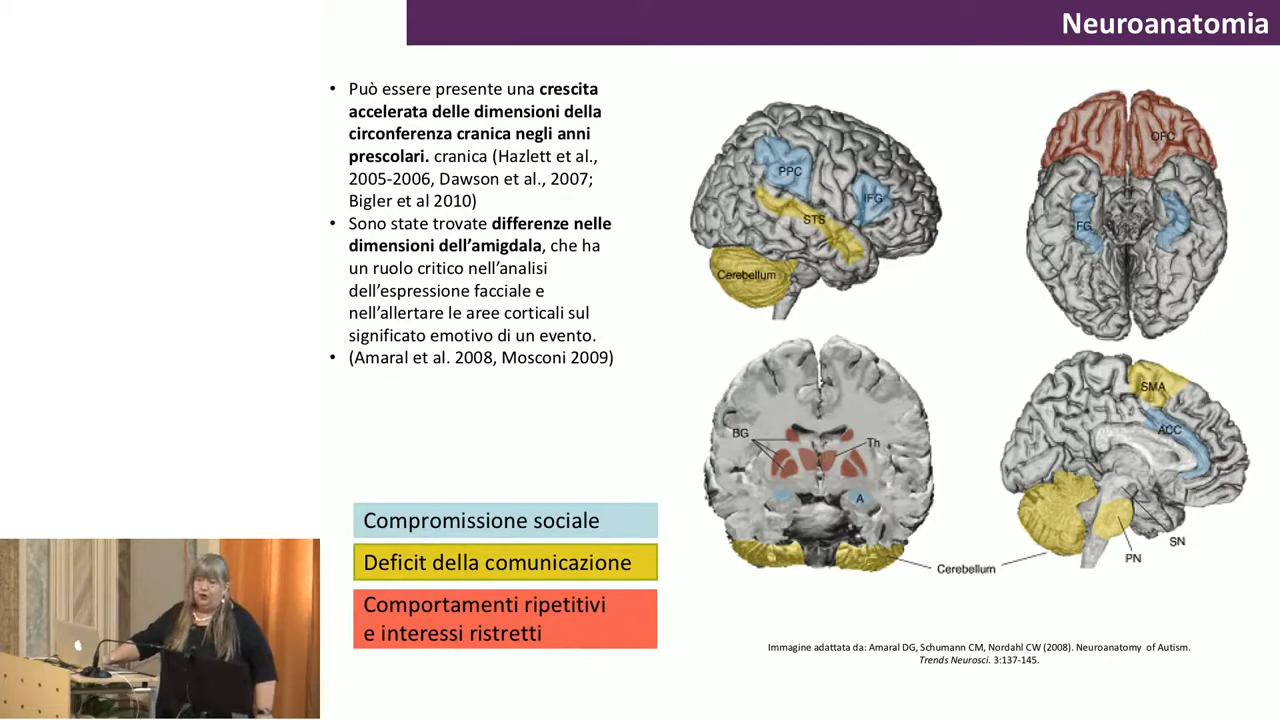 Neuroanatomia
• Può essere presente una crescita
accelerata delle dimensioni della
circonferenza cranica negli anni
prescolari. cranica (Hazlett et al.,
2005-2006, Dawson et al., 2007;
Bigler et al 2010)
• Sono state trovate differenze nelle
dimensioni dell’amigdala, che ha
un ruolo critico nell’analisi
dell’espressione facciale e
nell’allertare le aree corticali sul
significato emotivo di un evento.
• (Amaral et al. 2008, Mosconi 2009)
Compromissione sociale
Deficit della comunicazione
Comportamenti ripetitivi
e interessi ristretti
PPC
IFG
STS
Cerebellum
OFC
FG
BG
Th
A
SMA
ACC
SN
PN
Cerebellum
Immagine adattata da: Amaral DG, Schumann CM, Nordahl CW (2008). Neuroanatomy of Autism.
Trends Neurosci. 3:137-145.